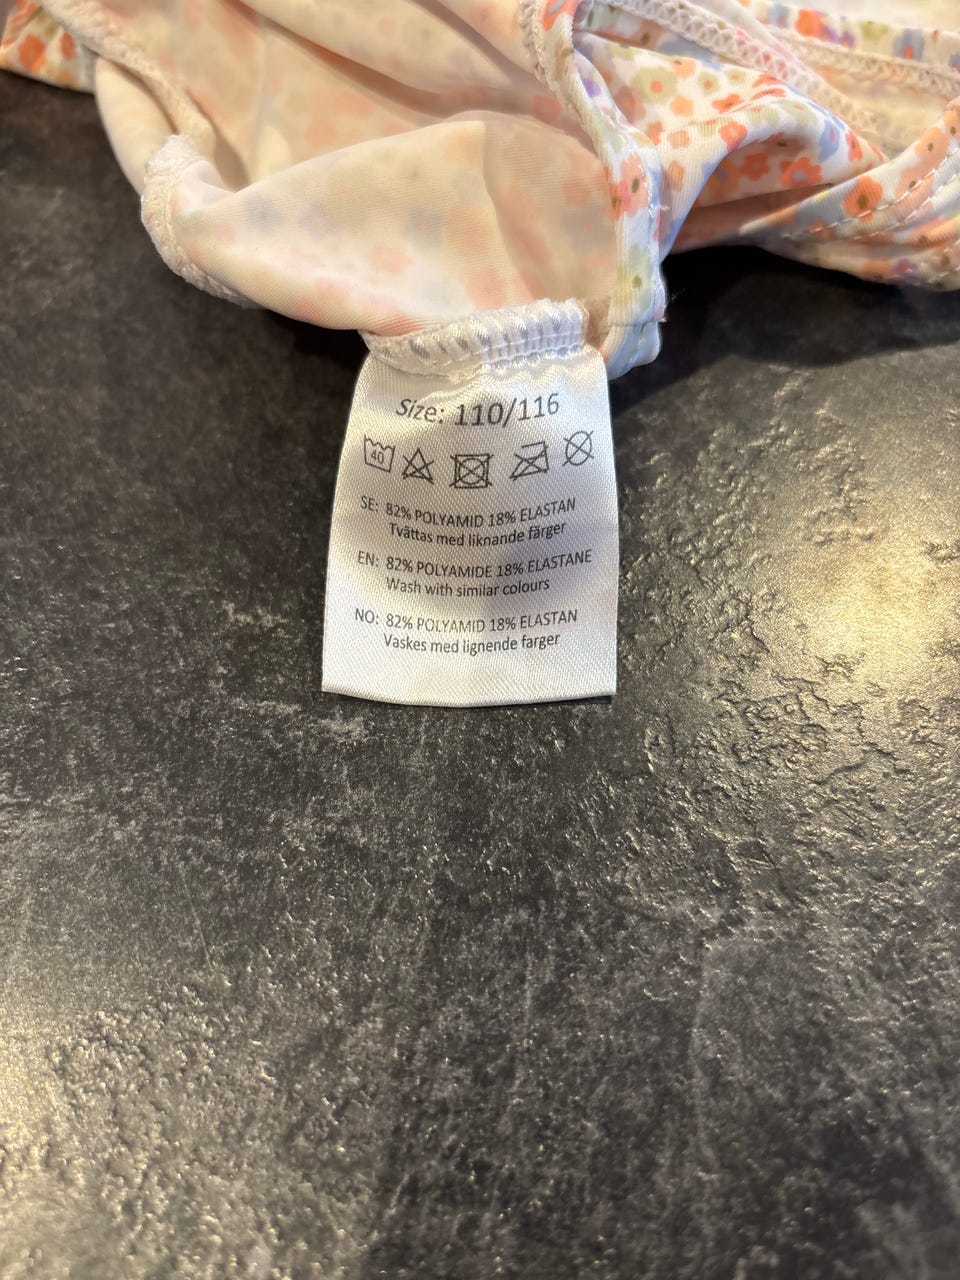 Size: 110/116
40
SE: 82% POLYAMID 18% ELASTAN
Tvättas med liknande färger
EN: 82% POLYAMIDE 18% ELASTANE
Wash with similar colours
NO: 82% POLYAMID 18% ELASTAN
Vaskes med lignende farger